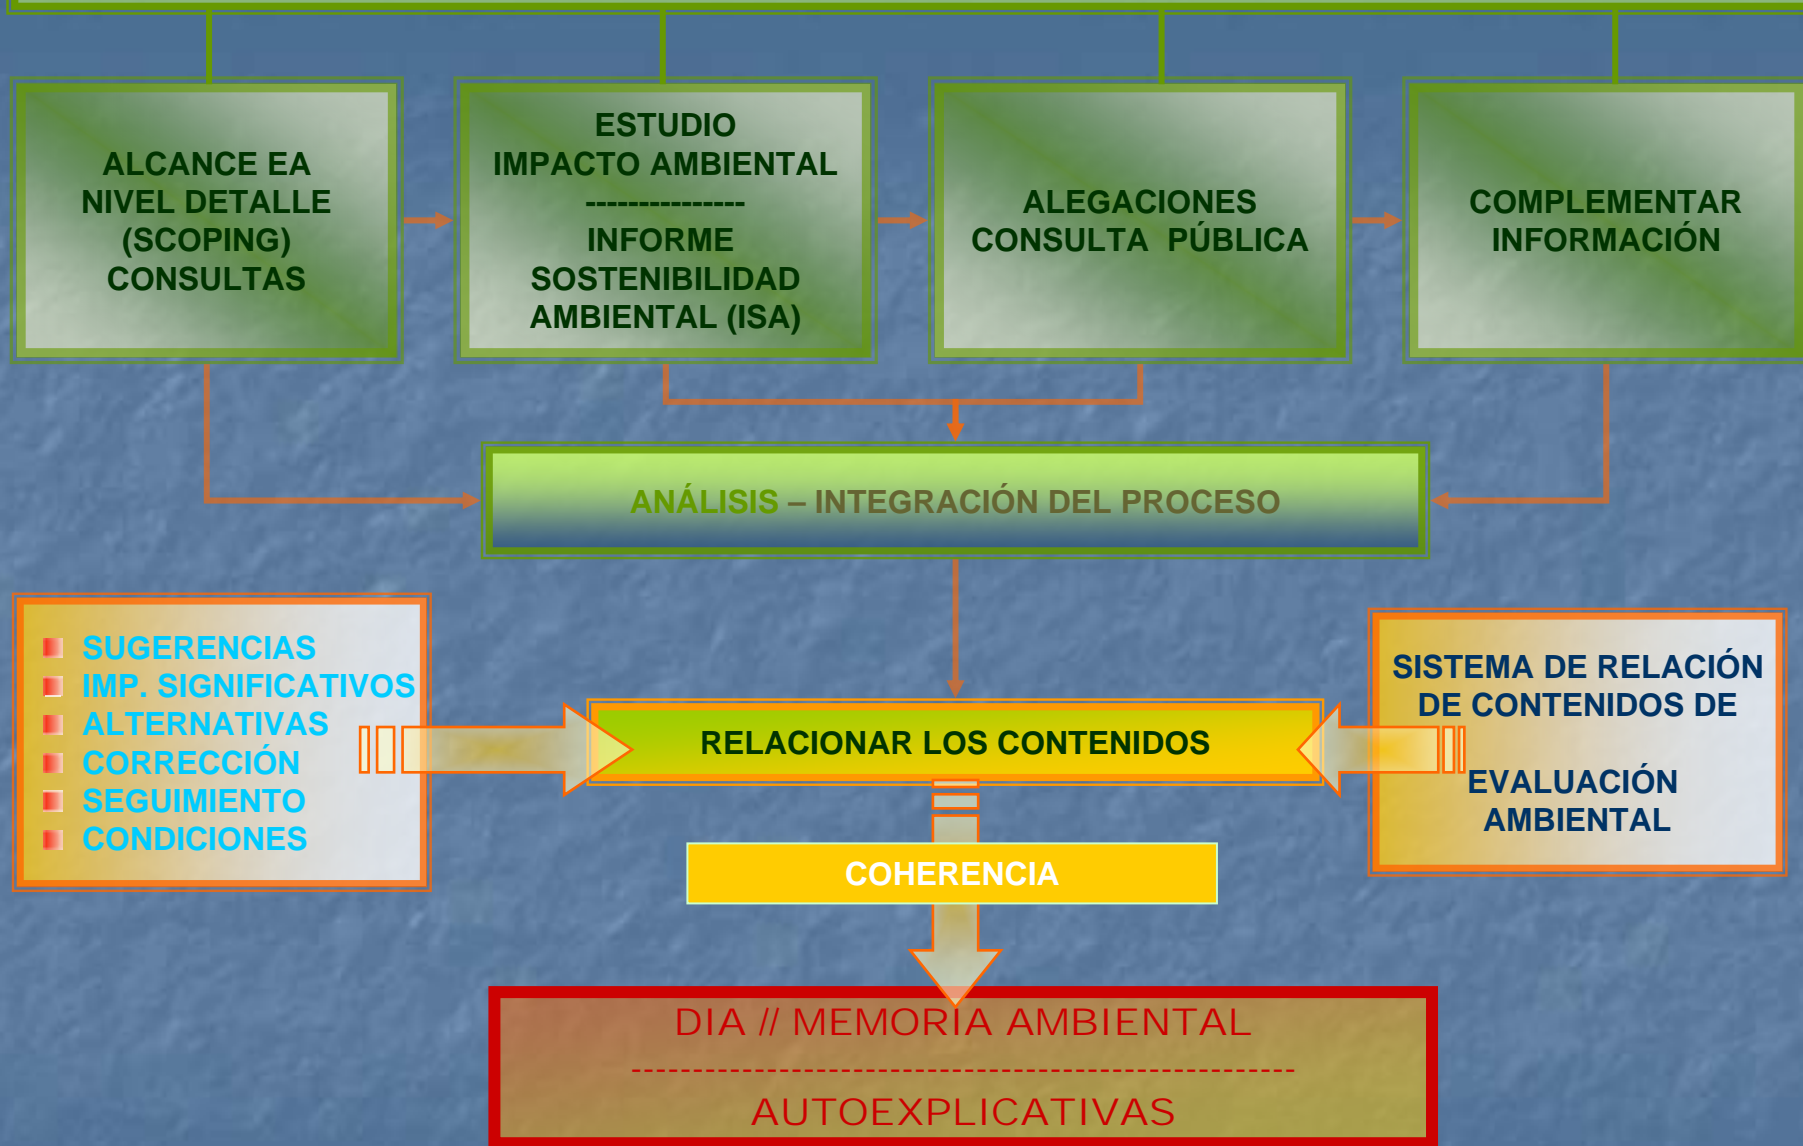 ALCANCE EA
NIVEL DETALLE
(SCOPING)
CONSULTAS
ESTUDIO
IMPACTO AMBIENTAL
---------------
INFORME
SOSTENIBILIDAD
AMBIENTAL (ISA)
ALEGACIONES
CONSULTA PÚBLICA
COMPLEMENTAR
INFORMACIÓN
ANÁLISIS – INTEGRACIÓN DEL PROCESO
SUGERENCIAS
IMP. SIGNIFICATIVOS
ALTERNATIVAS
CORRECCIÓN
SEGUIMIENTO
CONDICIONES
RELACIONAR LOS CONTENIDOS
SISTEMA DE RELACIÓN
DE CONTENIDOS DE
EVALUACIÓN
AMBIENTAL
COHERENCIA
DIA // MEMORIA AMBIENTAL
------------------------------------------------------
AUTOEXPLICATIVAS